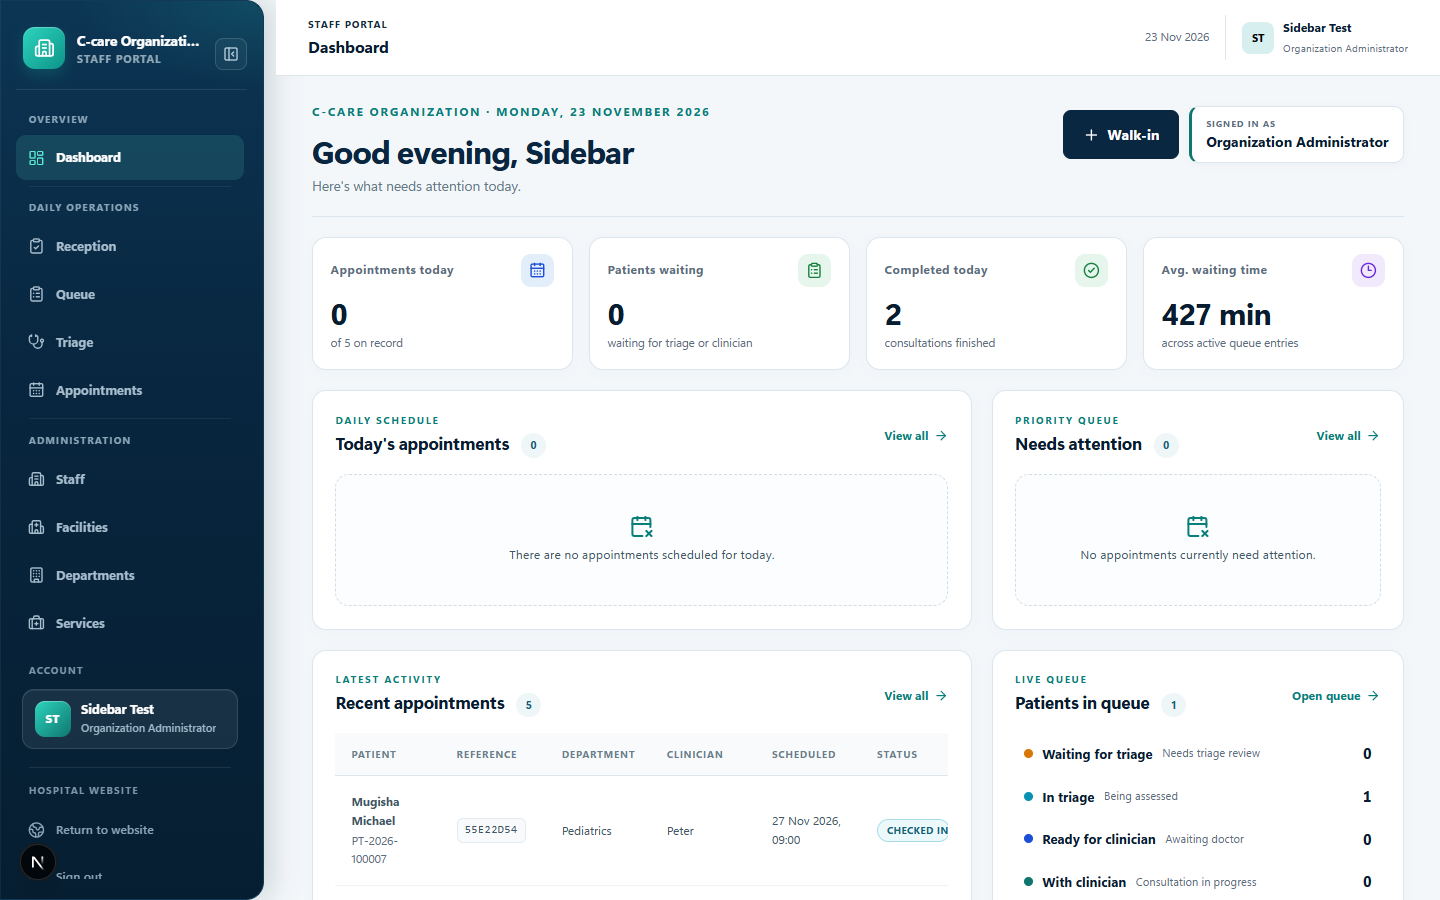 C-care Organizati...
STAFF PORTAL
OVERVIEW
Dashboard
DAILY OPERATIONS
Reception
Queue
Triage
Appointments
ADMINISTRATION
Staff
Facilities
Departments
Services
ACCOUNT
ST
Sidebar Test
Organization Administrator
HOSPITAL WEBSITE
Return to website
N
Sign out
STAFF PORTAL
Dashboard
23 Nov 2026
ST
Sidebar Test
Organization Administrator
C-CARE ORGANIZATION · MONDAY, 23 NOVEMBER 2026
Good evening, Sidebar
Here's what needs attention today.
Walk-in
SIGNED IN AS
Organization Administrator
Appointments today
0
of 5 on record
Patients waiting
0
waiting for triage or clinician
Completed today
2
consultations finished
Avg. waiting time
427 min
across active queue entries
DAILY SCHEDULE
Today's appointments 0
View all
There are no appointments scheduled for today.
PRIORITY QUEUE
Needs attention 0
View all
No appointments currently need attention.
LATEST ACTIVITY
Recent appointments 5
View all
PATIENT REFERENCE DEPARTMENT CLINICIAN SCHEDULED STATUS
Mugisha
Michael
PT-2026-
100007
55E22D54
Pediatrics
Peter
27 Nov 2026,
09:00
CHECKED IN
LIVE QUEUE
Patients in queue 1
Open queue
Waiting for triage Needs triage review 0
In triage Being assessed 1
Ready for clinician Awaiting doctor 0
With clinician Consultation in progress 0